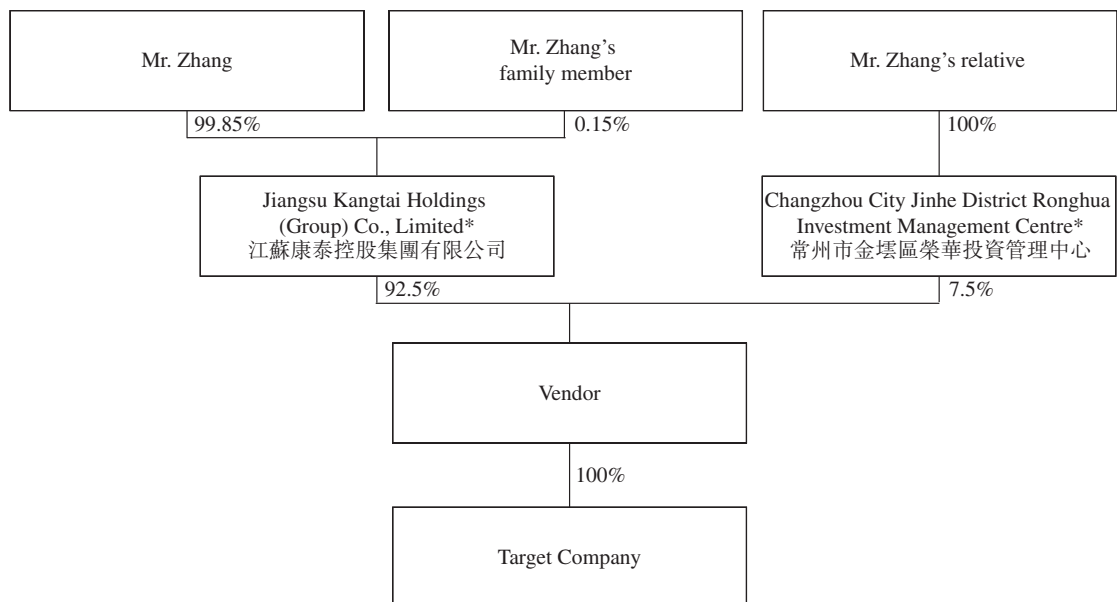 Mr. Zhang
Mr. Zhang's
family member
Mr. Zhang's relative
99.85%
0.15%
100%
Jiangsu Kangtai Holdings
(Group) Co., Limited*
江蘇康泰控股集團有限公司
Changzhou City Jinhe District Ronghua
Investment Management Centre*
常州市金壜區榮華投資管理中心
92.5%
7.5%
Vendor
100%
Target Company